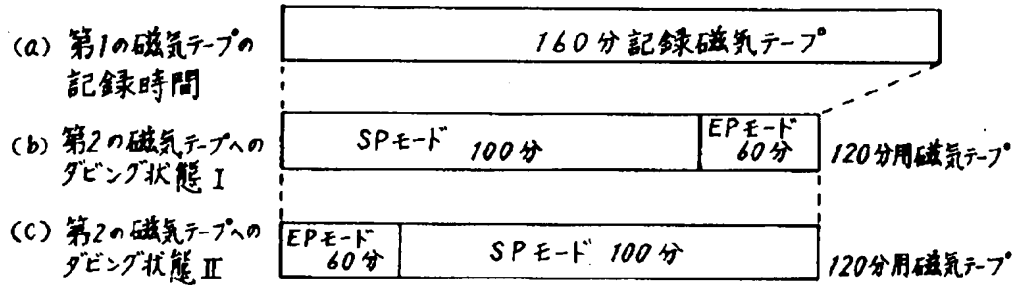 (a) 第1の磁気テープの
記録時間
160分記録磁気テープ
(b) 第2の磁気テープへの
ダビング状態 I
SPモード 100分
EPモード
60分
120分用磁気テープ
(C) 第2の磁気テープへの
ダビング状態 II
EPモード
60分
SPモード 100分
120分用磁気テープ